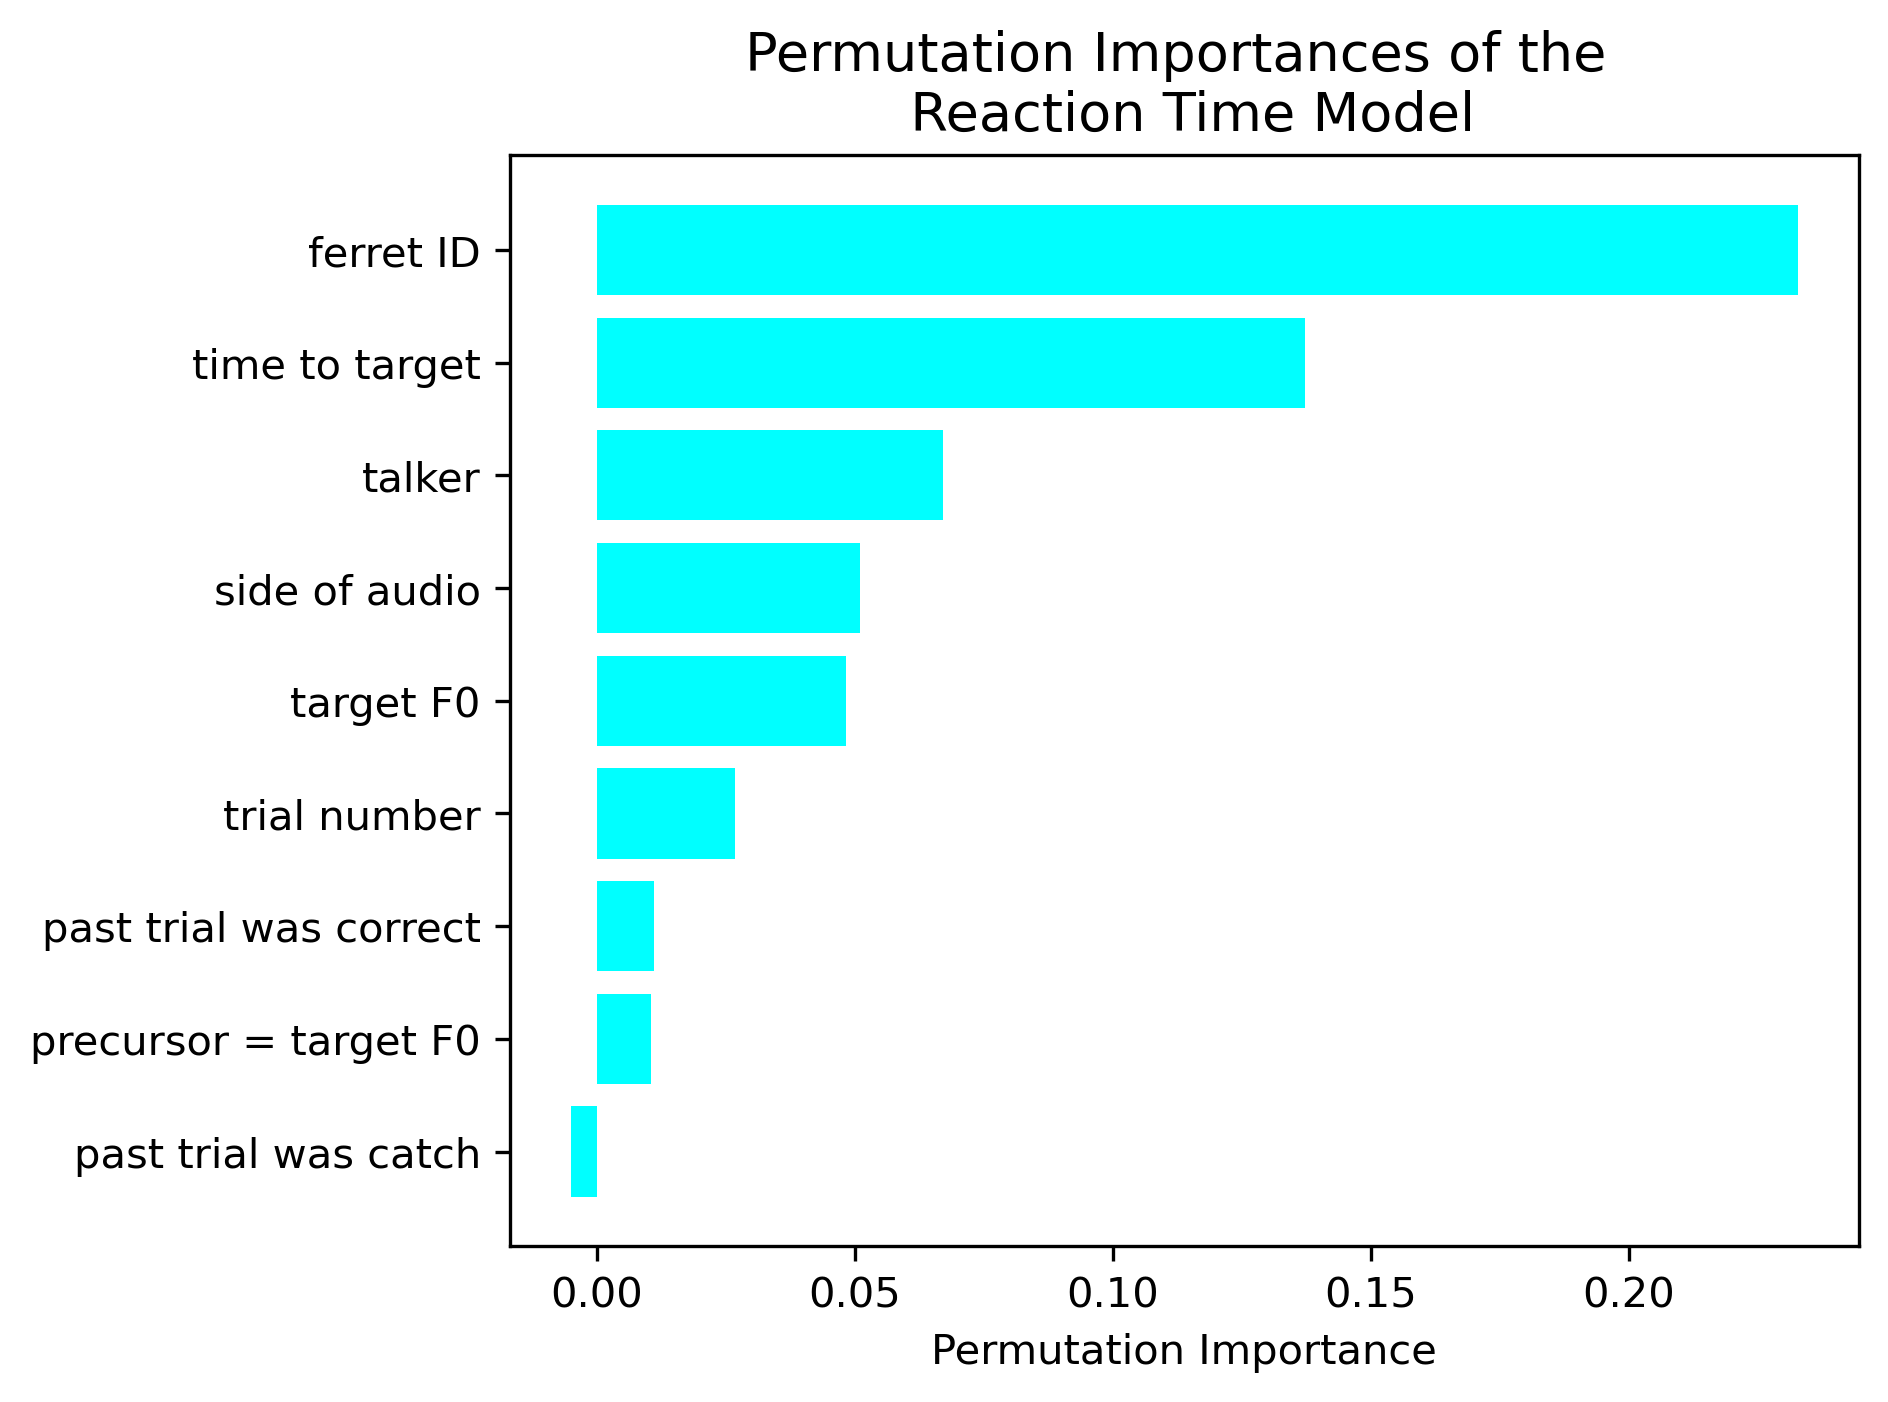 Permutation Importances of the
Reaction Time Model
ferret ID
time to target
talker
side of audio
target F0
trial number
past trial was correct
precursor = target F0
past trial was catch
0.00 0.05 0.10 0.15 0.20
Permutation Importance